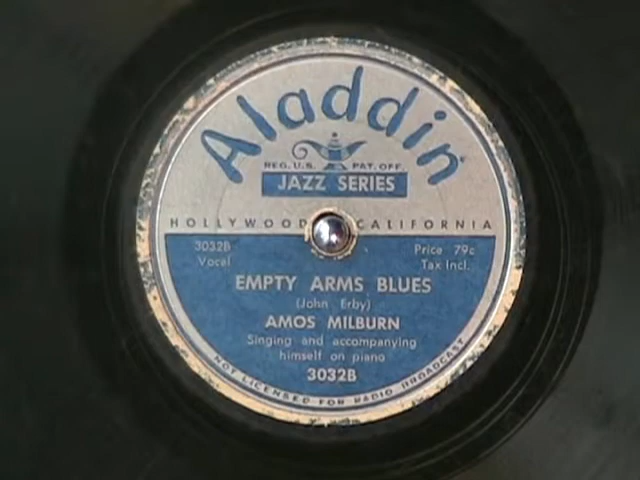 Aladdin
REG. U.S. PAT. OFF.
JAZZ SERIES
HOLLYWOOD CALIFORNIA
3032B Price 79c
Vocal Tax Incl.
EMPTY ARMS BLUES
(John Erby)
AMOS MILBURN
Singing and accompanying
himself on piano
3032B
NOT LICENSED FOR RADIO BROADCAST